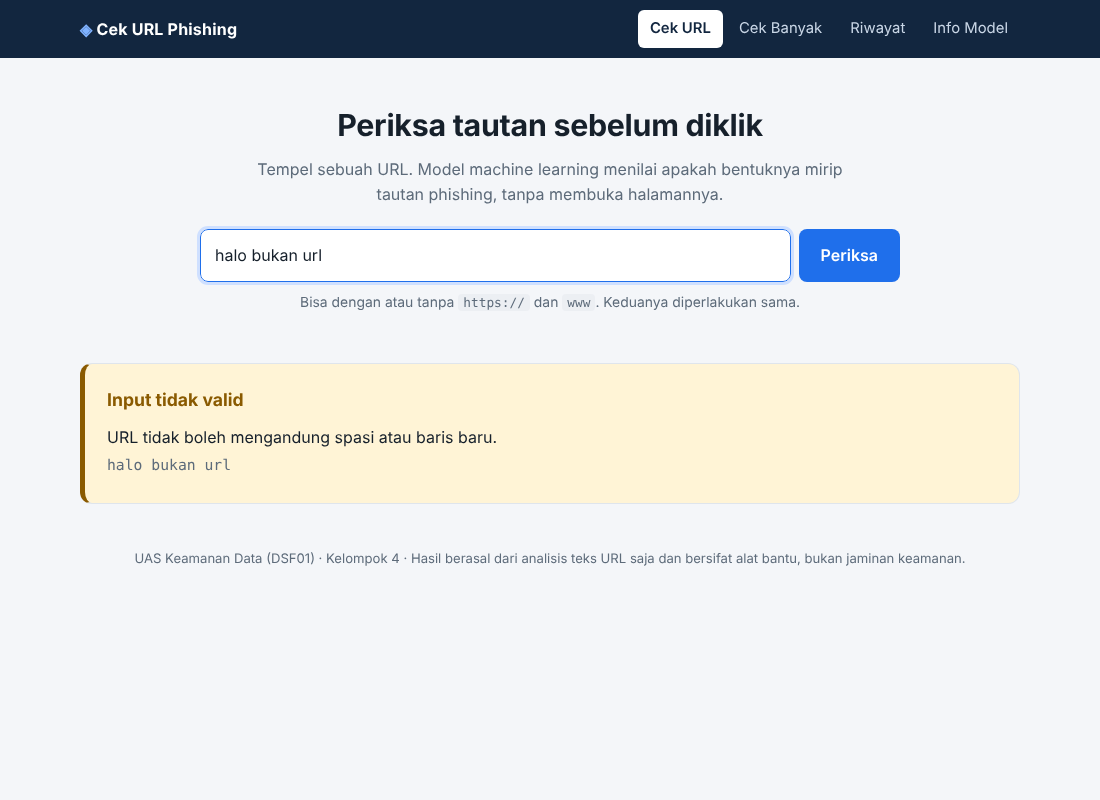 Cek URL Phishing
Cek URL
Cek Banyak
Riwayat
Info Model
Periksa tautan sebelum diklik
Tempel sebuah URL. Model machine learning menilai apakah bentuknya mirip
tautan phishing, tanpa membuka halamannya.
halo bukan url
Periksa
Bisa dengan atau tanpa https:// dan www. Keduanya diperlakukan sama.
Input tidak valid
URL tidak boleh mengandung spasi atau baris baru.
halo bukan url
UAS Keamanan Data (DSF01) · Kelompok 4 · Hasil berasal dari analisis teks URL saja dan bersifat alat bantu, bukan jaminan keamanan.